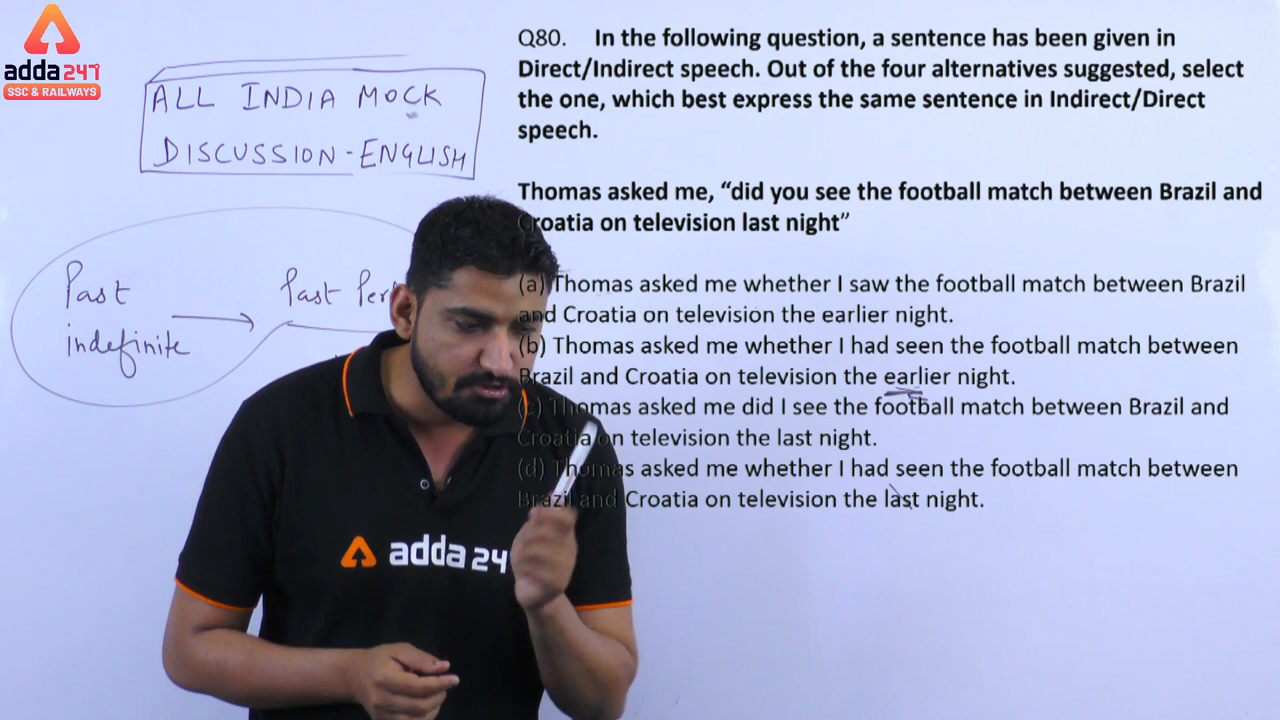 adda247
SSC & RAILWAYS
ALL INDIA MOCK
DISCUSSION - ENGLISH
Past
indefinite
Past
Q80. In the following question, a sentence has been given in
Direct/Indirect speech. Out of the four alternatives suggested, select
the one, which best express the same sentence in Indirect/Direct
speech.
Thomas asked me, “did you see the football match between Brazil and
Croatia on television last night”
(a) Thomas asked me whether I saw the football match between Brazil
and Croatia on television the earlier night.
(b) Thomas asked me whether I had seen the football match between
Brazil and Croatia on television the earlier night.
(c) Thomas asked me did I see the football match between Brazil and
Croatia on television the last night.
(d) Thomas asked me whether I had seen the football match between
Brazil and Croatia on television the last night.
adda 24